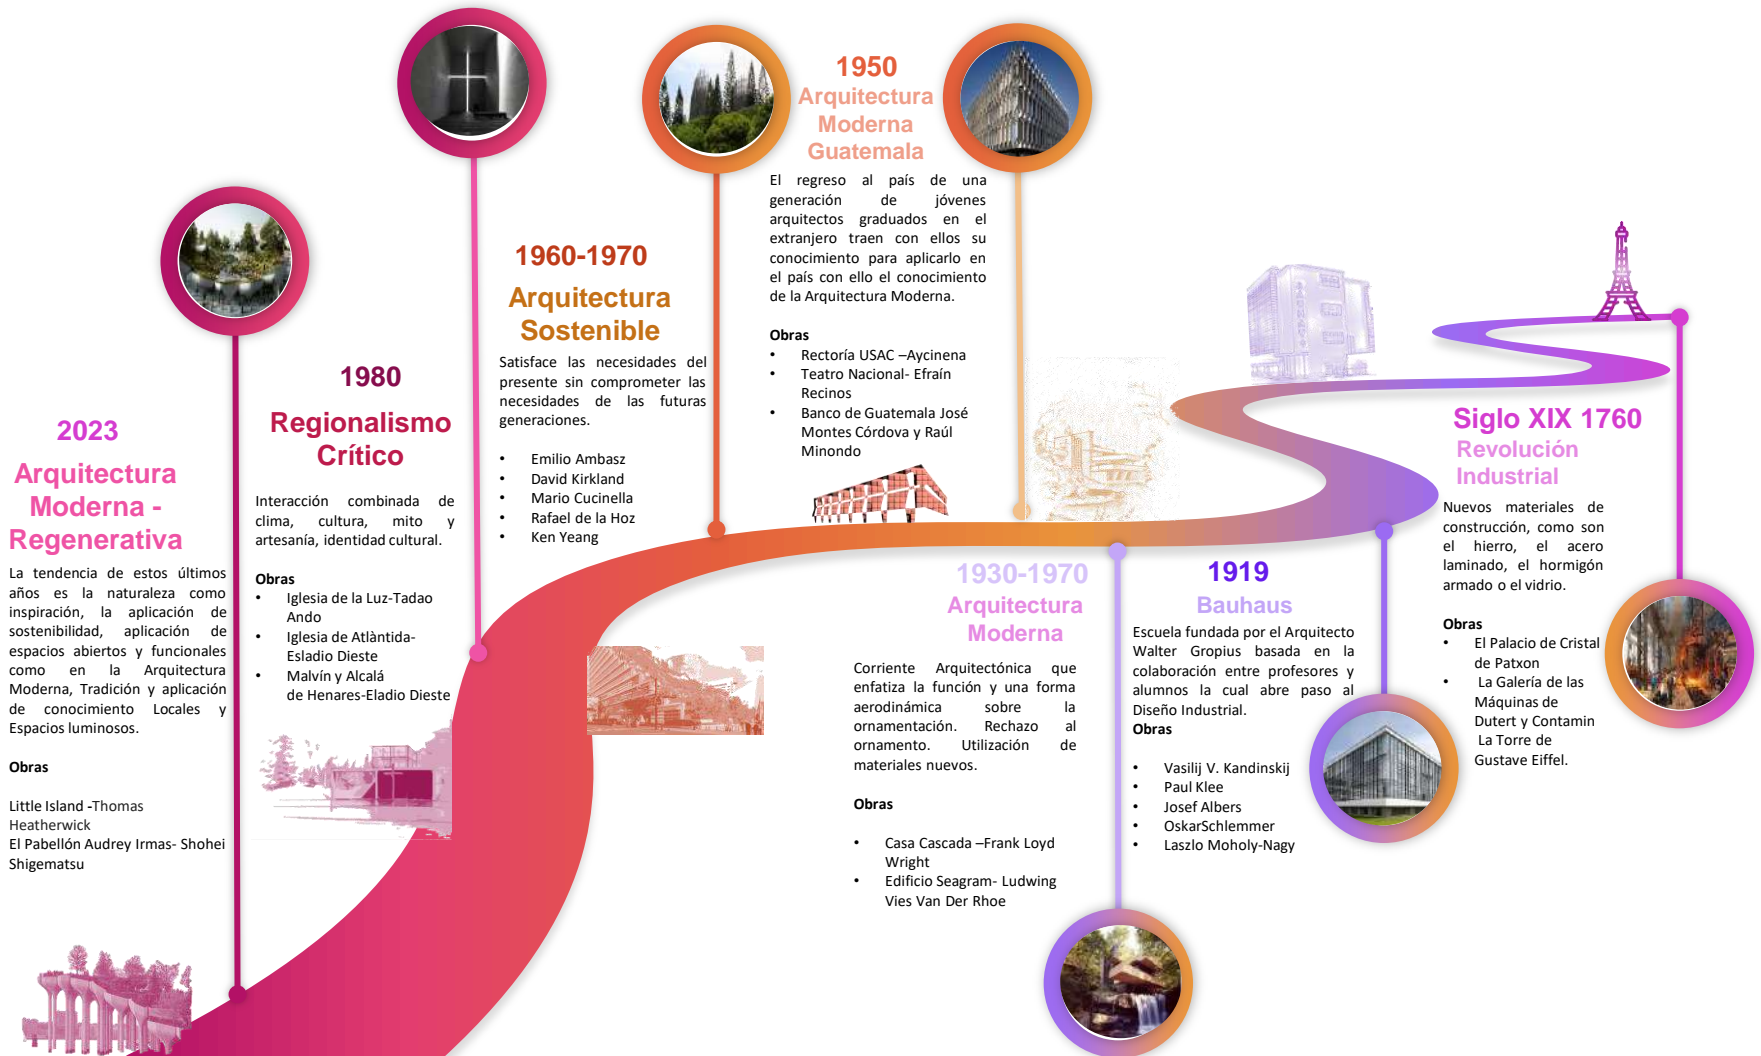 2023
Arquitectura
Moderna -
Regenerativa
La tendencia de estos últimos
años es la naturaleza como
inspiración, la aplicación de
sostenibilidad, aplicación de
espacios abiertos y funcionales
como en la Arquitectura
Moderna, Tradición y aplicación
de conocimiento Locales y
Espacios luminosos.
Obras
Little Island -Thomas
Heatherwick
El Pabellón Audrey Irmas- Shohei
Shigematsu
1980
Regionalismo
Crítico
Interacción combinada de
clima, cultura, mito y
artesanía, identidad cultural.
Obras
• Iglesia de la Luz-Tadao
Ando
• Iglesia de Atlàntida-
Esladio Dieste
• Malvín y Alcalá
de Henares-Eladio Dieste
1960-1970
Arquitectura
Sostenible
Satisface las necesidades del
presente sin comprometer las
necesidades de las futuras
generaciones.
• Emilio Ambasz
• David Kirkland
• Mario Cucinella
• Rafael de la Hoz
• Ken Yeang
1950
Arquitectura
Moderna
Guatemala
El regreso al país de una
generación de jóvenes
arquitectos graduados en el
extranjero traen con ellos su
conocimiento para aplicarlo en
el país con ello el conocimiento
de la Arquitectura Moderna.
Obras
• Rectoría USAC –Aycinena
• Teatro Nacional- Efraín
Recinos
• Banco de Guatemala José
Montes Córdova y Raúl
Minondo
1930-1970
Arquitectura
Moderna
Corriente Arquitectónica que
enfatiza la función y una forma
aerodinámica sobre la
ornamentación. Rechazo al
ornamento. Utilización de
materiales nuevos.
Obras
• Casa Cascada –Frank Loyd
Wright
• Edificio Seagram- Ludwing
Vies Van Der Rhoe
1919
Bauhaus
Escuela fundada por el Arquitecto
Walter Gropius basada en la
colaboración entre profesores y
alumnos la cual abre paso al
Diseño Industrial.
Obras
• Vasilij V. Kandinskij
• Paul Klee
• Josef Albers
• OskarSchlemmer
• Laszlo Moholy-Nagy
Siglo XIX 1760
Revolución
Industrial
Nuevos materiales de
construcción, como son
el hierro, el acero
laminado, el hormigón
armado o el vidrio.
Obras
• El Palacio de Cristal
de Patxon
• La Galería de las
Máquinas de
Dutert y Contamin
La Torre de
Gustave Eiffel.
BAUHAUS